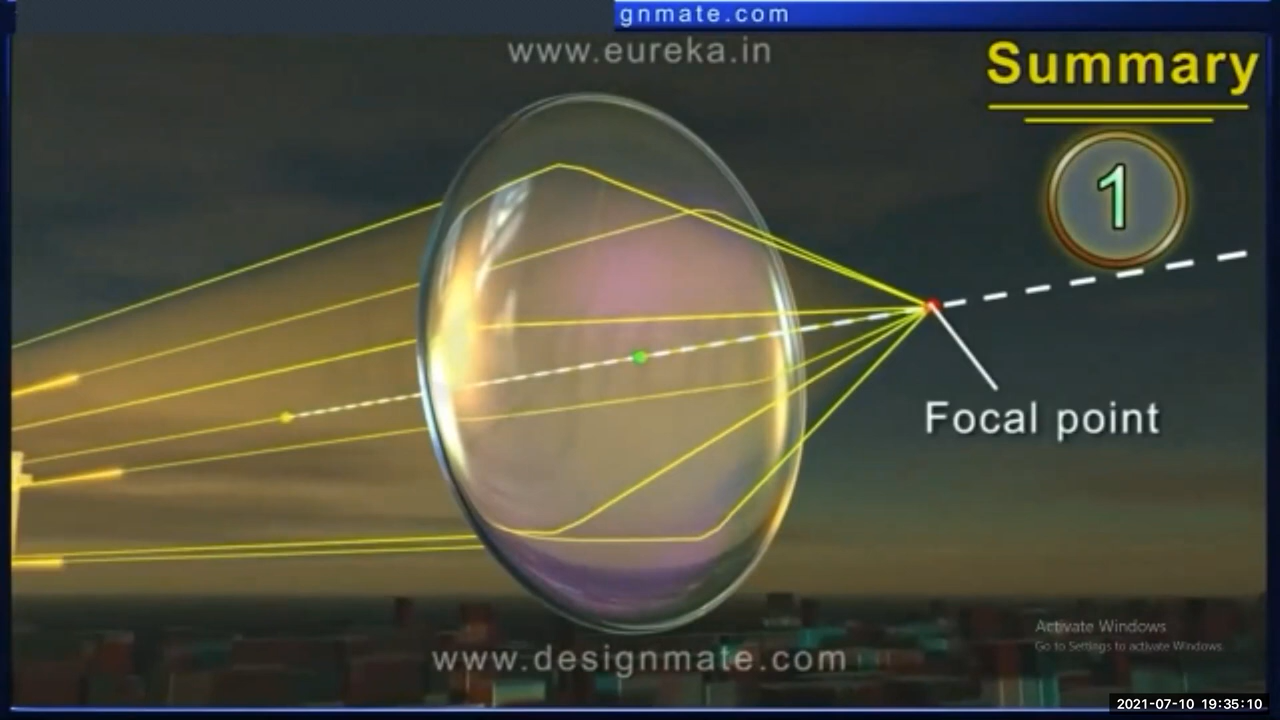 gnmate.com
www.eureka.in
Summary
1
Focal point
Activate Windows
Go to Settings to activate Windows.
www.designmate.com
2021-07-10 19:35:10